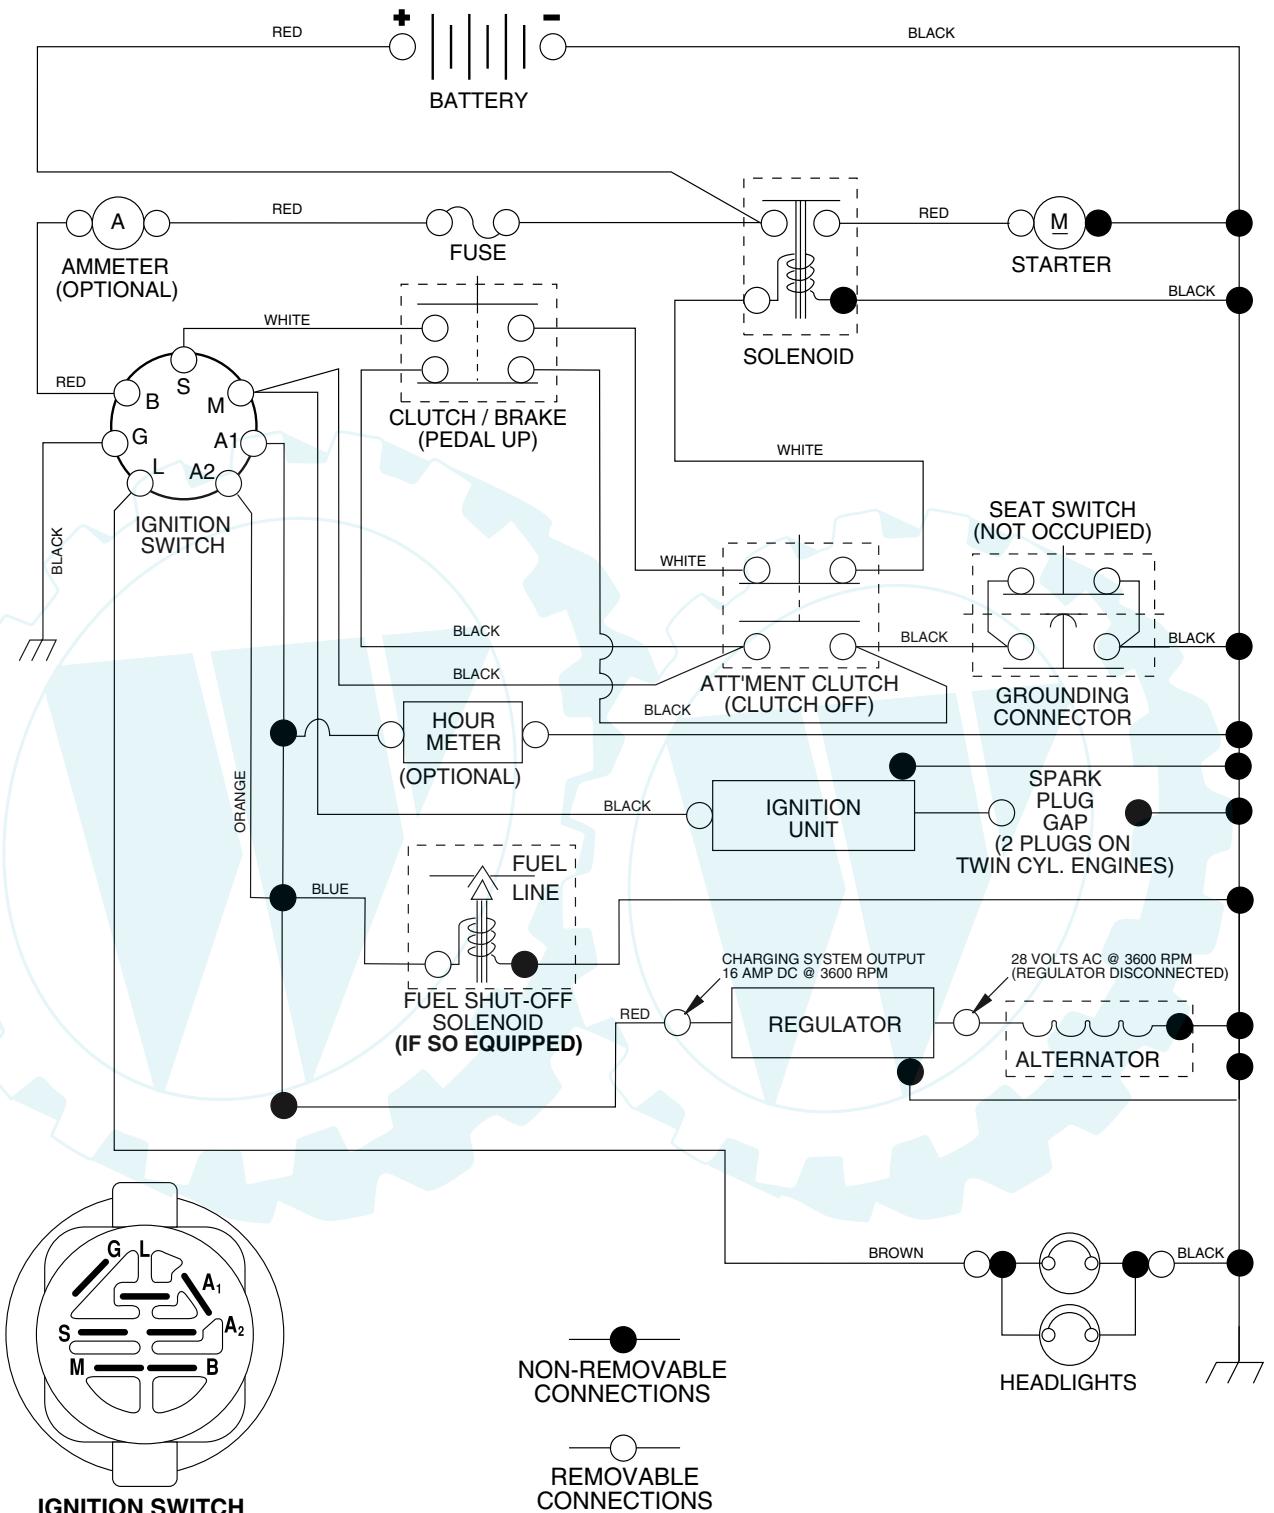 + -
RED
BLACK
BATTERY
A
RED
FUSE
RED
M
AMMETER
(OPTIONAL)
STARTER
BLACK
SOLENOID
WHITE
S
RED
B
M
G
A1
L
A2
CLUTCH / BRAKE
(PEDAL UP)
WHITE
IGNITION
SWITCH
BLACK
SEAT SWITCH
(NOT OCCUPIED)
WHITE
BLACK
BLACK
BLACK
BLACK
ATT'MENT CLUTCH
(CLUTCH OFF)
BLACK
GROUNDING
CONNECTOR
HOUR
METER
(OPTIONAL)
ORANGE
BLACK
IGNITION
UNIT
SPARK
PLUG
GAP
(2 PLUGS ON
TWIN CYL. ENGINES)
BLUE
FUEL
LINE
FUEL SHUT-OFF
SOLENOID
(IF SO EQUIPPED)
CHARGING SYSTEM OUTPUT
16 AMP DC @ 3600 RPM
28 VOLTS AC @ 3600 RPM
(REGULATOR DISCONNECTED)
RED
REGULATOR
ALTERNATOR
BROWN
BLACK
HEADLIGHTS
G L
A1
S
A2
M
B
IGNITION SWITCH
NON-REMOVABLE
CONNECTIONS
REMOVABLE
CONNECTIONS